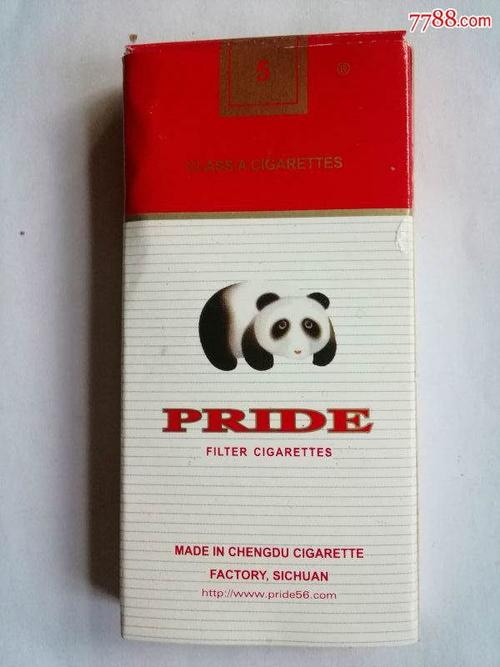 7788.com
5
®
CLASS A CIGARETTES
PRIDE
FILTER CIGARETTES
MADE IN CHENGDU CIGARETTE
FACTORY, SICHUAN
http://www.pride56.com